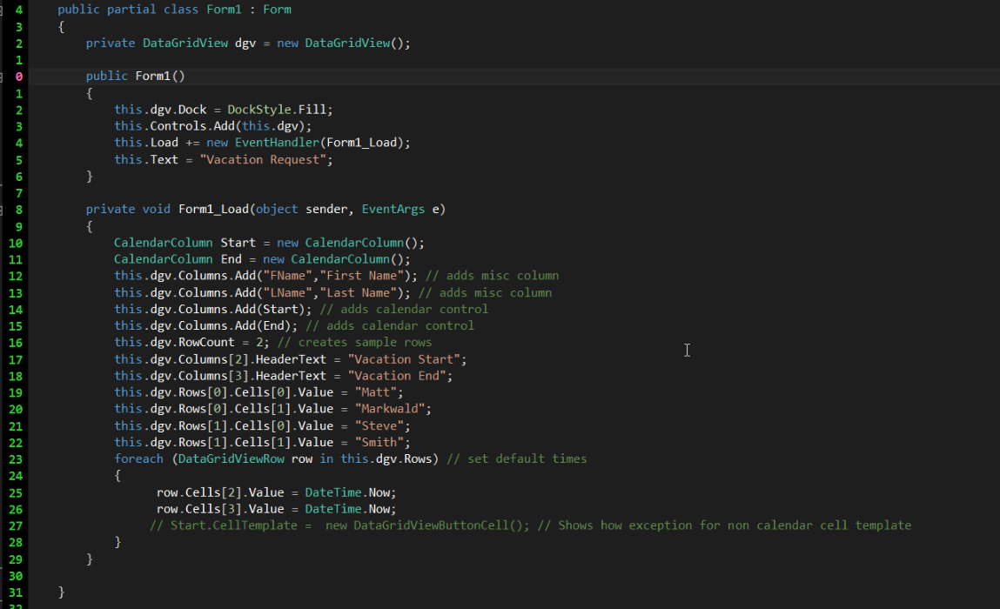 4 public partial class Form1 : Form
3 {
2 private DataGridView dgv = new DataGridView();
1
0 public Form1()
1 {
2 this.dgv.Dock = DockStyle.Fill;
3 this.Controls.Add(this.dgv);
4 this.Load += new EventHandler(Form1_Load);
5 this.Text = "Vacation Request";
6 }
7
8 private void Form1_Load(object sender, EventArgs e)
9 {
10 CalendarColumn Start = new CalendarColumn();
11 CalendarColumn End = new CalendarColumn();
12 this.dgv.Columns.Add("FName","First Name"); // adds misc column
13 this.dgv.Columns.Add("LName","Last Name"); // adds misc column
14 this.dgv.Columns.Add(Start); // adds calendar control
15 this.dgv.Columns.Add(End); // adds calendar control
16 this.dgv.RowCount = 2; // creates sample rows
17 this.dgv.Columns[2].HeaderText = "Vacation Start";
18 this.dgv.Columns[3].HeaderText = "Vacation End";
19 this.dgv.Rows[0].Cells[0].Value = "Matt";
20 this.dgv.Rows[0].Cells[1].Value = "Markwald";
21 this.dgv.Rows[1].Cells[0].Value = "Steve";
22 this.dgv.Rows[1].Cells[1].Value = "Smith";
23 foreach (DataGridViewRow row in this.dgv.Rows) // set default times
24 {
25 row.Cells[2].Value = DateTime.Now;
26 row.Cells[3].Value = DateTime.Now;
27 // Start.CellTemplate =  new DataGridViewButtonCell(); // Shows how exception for non calendar cell template
28 }
29 }
30
31 }
32